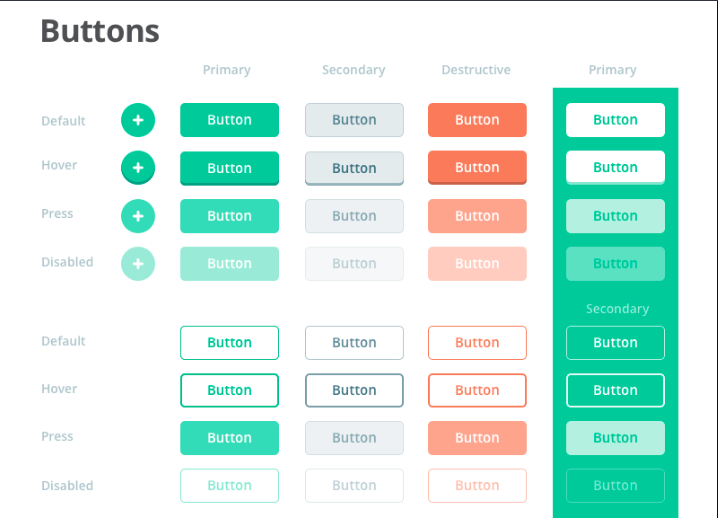 Buttons
Primary Secondary Destructive Primary
Default + Button Button Button Button
Hover + Button Button Button Button
Press + Button Button Button Button
Disabled + Button Button Button Button
Secondary
Default Button Button Button Button
Hover Button Button Button Button
Press Button Button Button Button
Disabled Button Button Button Button